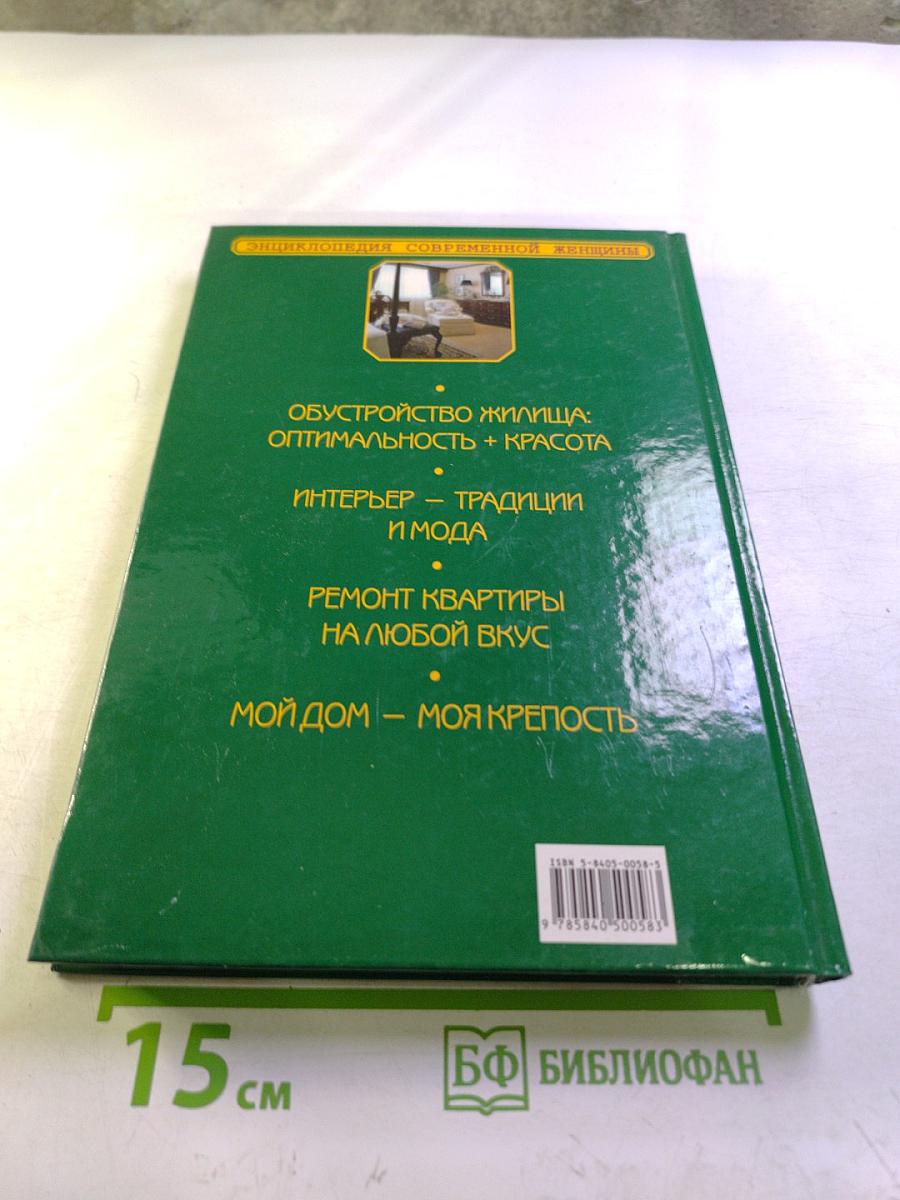 ЭНЦИКЛОПЕДИЯ СОВРЕМЕННОЙ ЖЕНЩИНЫ
•
ОБУСТРОЙСТВО ЖИЛИЩА:
ОПТИМАЛЬНОСТЬ + КРАСОТА
•
ИНТЕРЬЕР — ТРАДИЦИИ
И МОДА
•
РЕМОНТ КВАРТИРЫ
НА ЛЮБОЙ ВКУС
•
МОЙ ДОМ — МОЯ КРЕПОСТЬ
ISBN 5-8405-0058-5
9 785840 500583
15 см
БФ БИБЛИОФАН